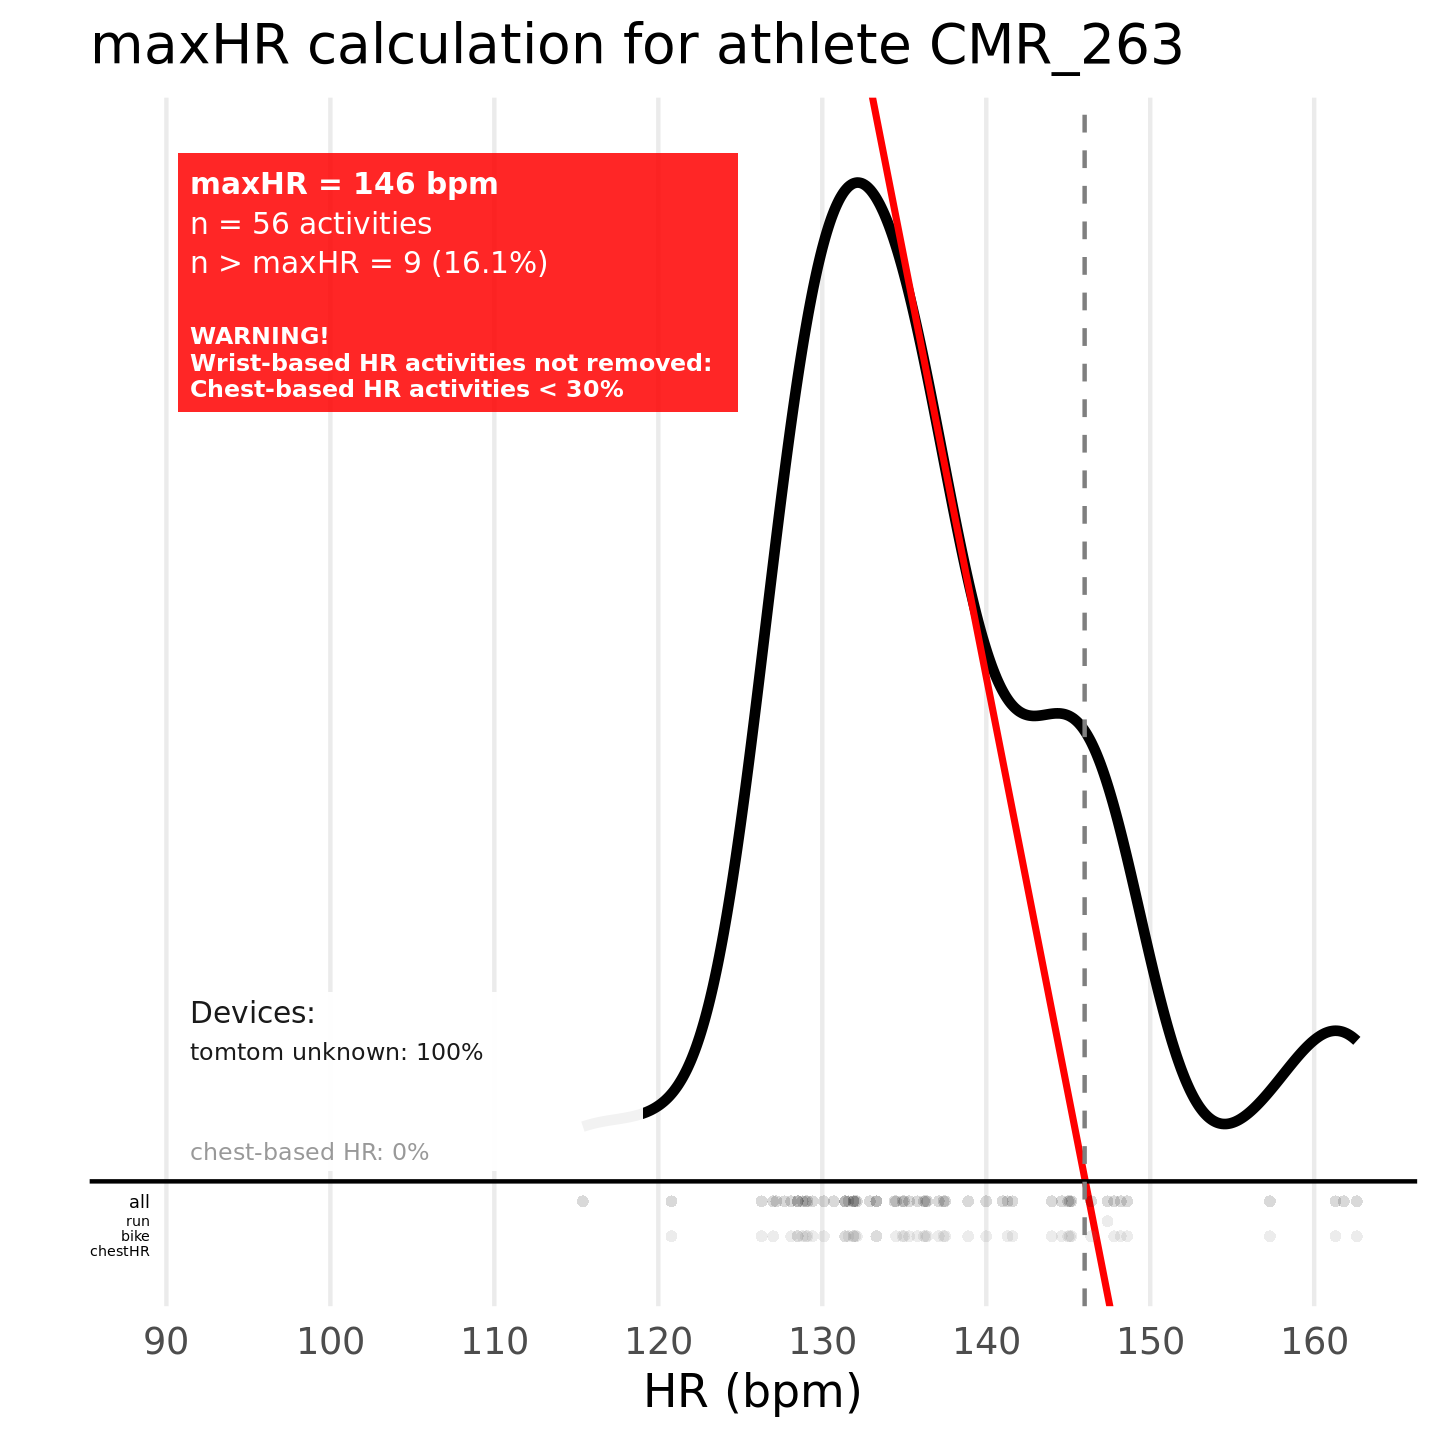 maxHR calculation for athlete CMR_263
maxHR = 146 bpm
n = 56 activities
n > maxHR = 9 (16.1%)
WARNING!
Wrist-based HR activities not removed:
Chest-based HR activities < 30%
Devices:
tomtom unknown: 100%
chest-based HR: 0%
all
run
bike
chestHR
90 100 110 120 130 140 150 160
HR (bpm)